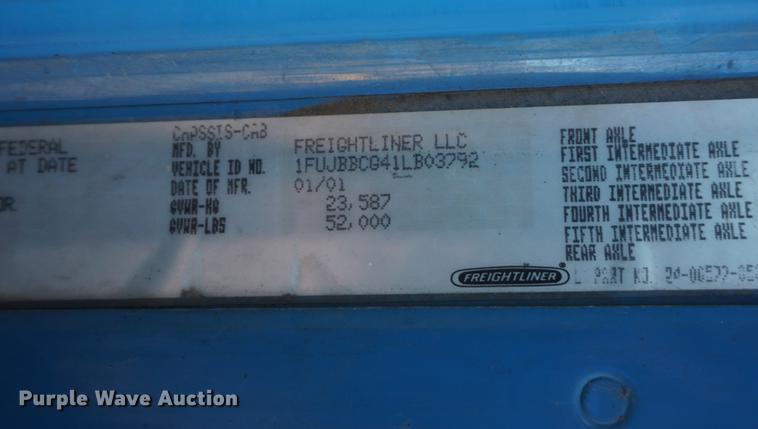 CHASSIS-CAB
FEDERAL MFD. BY FREIGHTLINER LLC FRONT AXLE
AT DATE VEHICLE ID NO. 1FUJBBCG41LB03792 FIRST INTERMEDIATE AXLE
DATE OF MFR. 01/01 SECOND INTERMEDIATE AXLE
OR GVWR-KG 23,587 THIRD INTERMEDIATE AXLE
GVWR-LBS 52,000 FOURTH INTERMEDIATE AXLE
FIFTH INTERMEDIATE AXLE
REAR AXLE
FREIGHTLINER® PART NO.
Purple Wave Auction